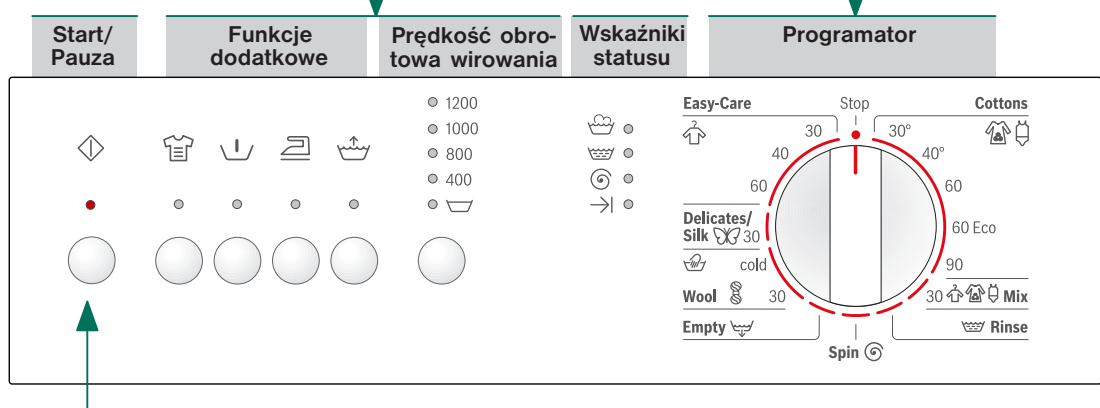 Start/
Pauza
Funkcje
dodatkowe
Prędkość obro-
towa wirowania
Wskaźniki
statusu
Programator
1200
1000
800
400
Easy-Care
Stop
Cottons
30
30°
40
40°
60
60
Delicates/
Silk 30
60 Eco
cold
90
Wool 30
30 Mix
Empty
Rinse
Spin